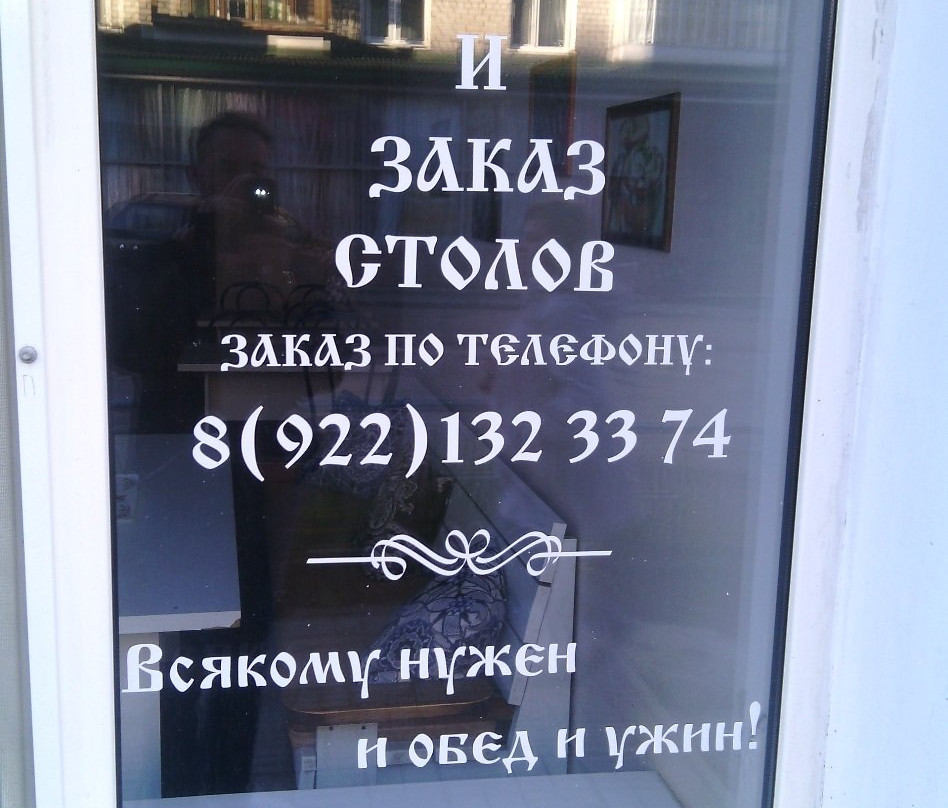 И
ЗАКАЗ
СТОЛОВ
ЗАКАЗ ПО ТЕЛЕФОНУ:
8(922)132 33 74
Всякому нужен
и обед и ужин!